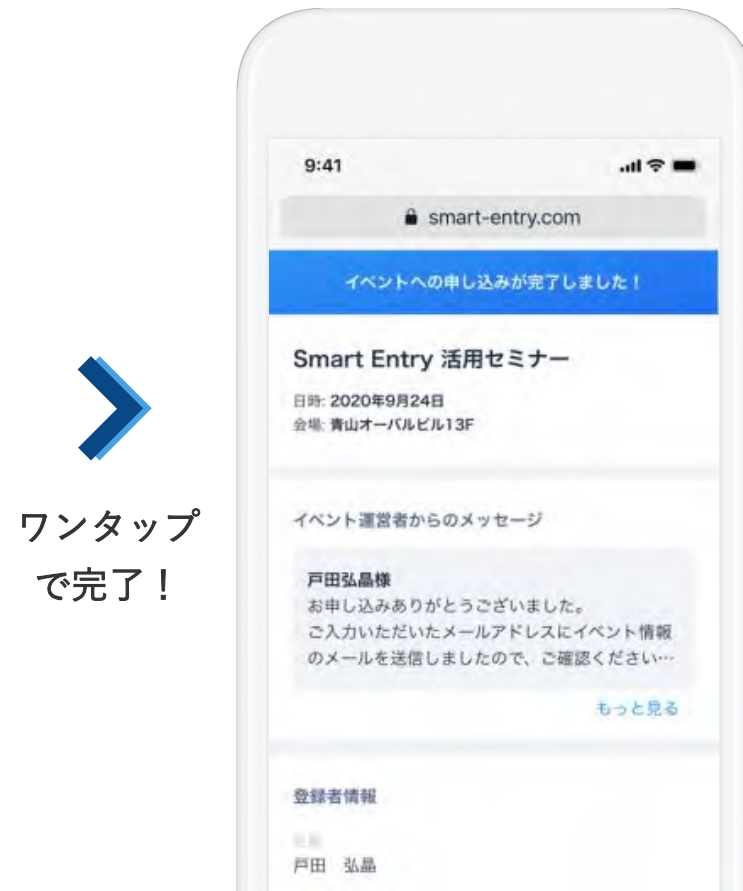 ワンタップ
で完了！
9:41
smart-entry.com
イベントへの申し込みが完了しました！
Smart Entry 活用セミナー
日時: 2020年9月24日
会場: 青山オーバルビル13F
イベント運営者からのメッセージ
戸田弘晶様
お申し込みありがとうございました。
ご入力いただいたメールアドレスにイベント情報
のメールを送信しましたので、ご確認ください…
もっと見る
登録者情報
戸田　弘晶